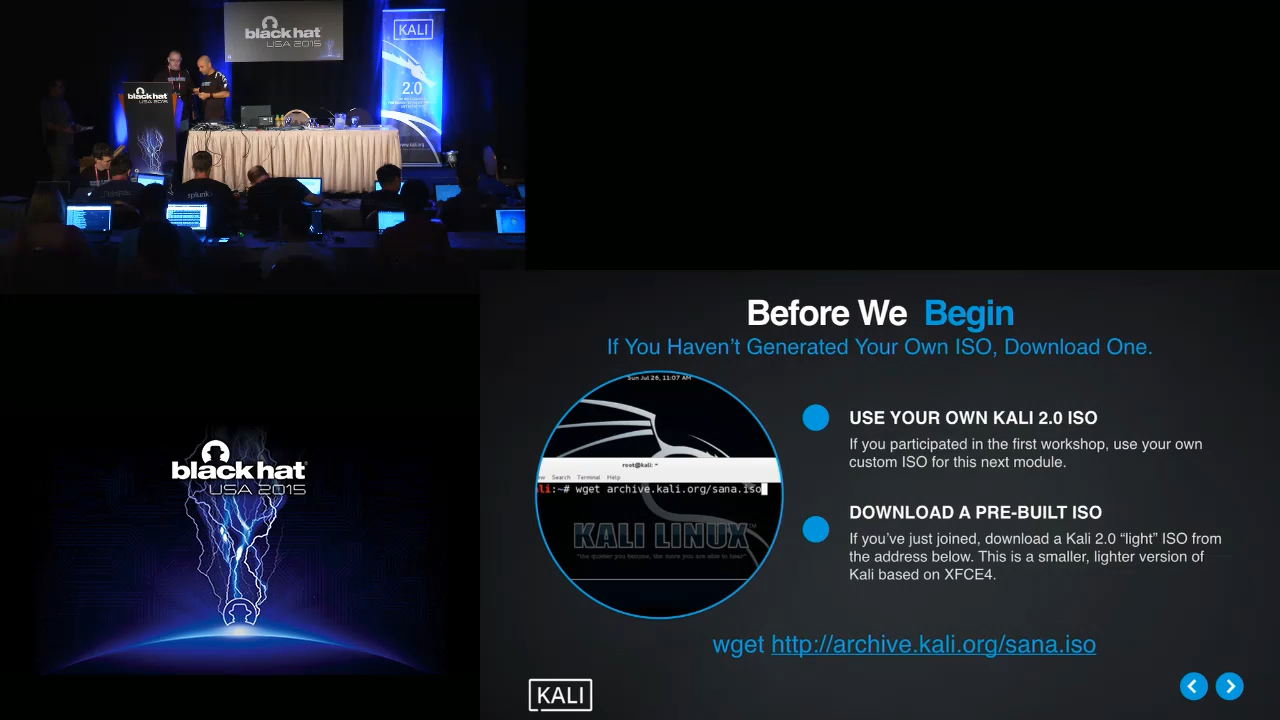 black hat
USA 2015
KALI
2.0
black hat
USA 2015
splunk>
Before We Begin
If You Haven't Generated Your Own ISO, Download One.
Sun Jul 26, 11:07 AM
root@kali: ~
Search Terminal Help
ali:~# wget archive.kali.org/sana.iso
KALI LINUX
"the quieter you become, the more you are able to hear"
USE YOUR OWN KALI 2.0 ISO
If you participated in the first workshop, use your own
custom ISO for this next module.
DOWNLOAD A PRE-BUILT ISO
If you've just joined, download a Kali 2.0 “light” ISO from
the address below. This is a smaller, lighter version of
Kali based on XFCE4.
wget http://archive.kali.org/sana.iso
KALI
black hat
USA 2015